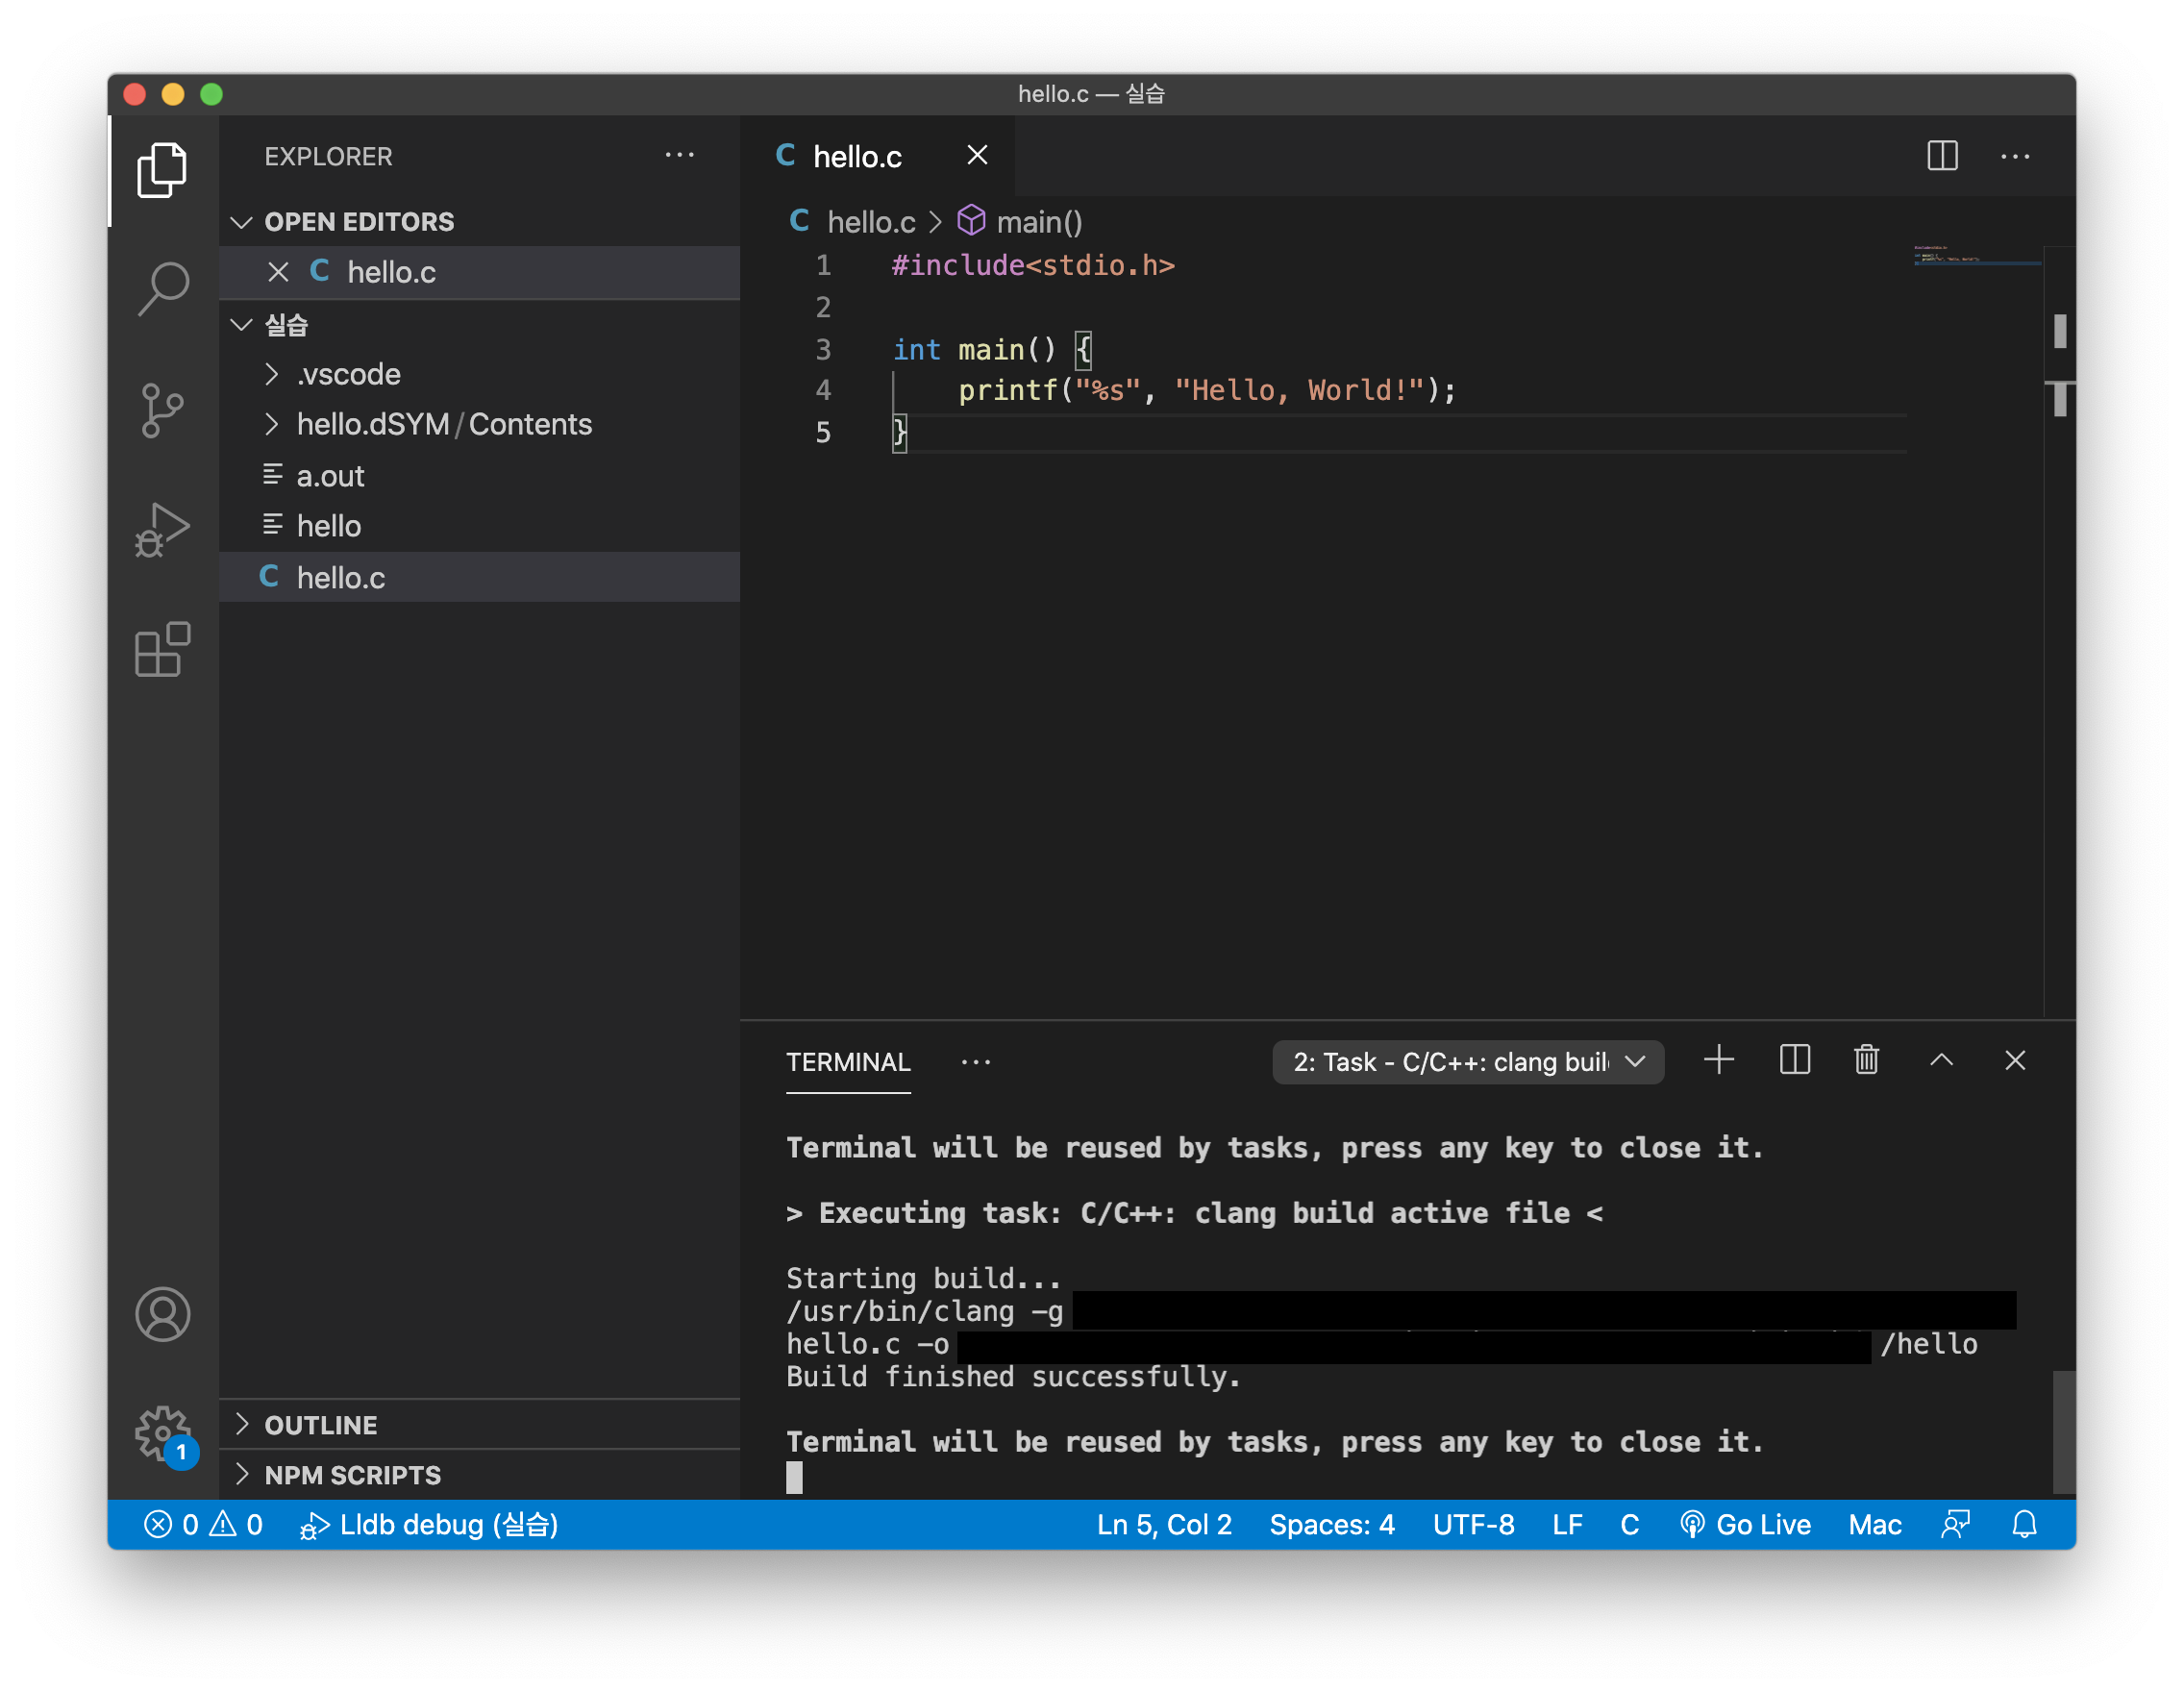 hello.c — 실습
EXPLORER
OPEN EDITORS
hello.c
실습
.vscode
hello.dSYM/Contents
a.out
hello
hello.c
OUTLINE
NPM SCRIPTS
1
hello.c
hello.c > main()
1 #include<stdio.h>
2
3 int main() {
4     printf("%s", "Hello, World!");
5 }
TERMINAL
2: Task - C/C++: clang buil
Terminal will be reused by tasks, press any key to close it.
> Executing task: C/C++: clang build active file <
Starting build...
/usr/bin/clang -g
hello.c -o /hello
Build finished successfully.
Terminal will be reused by tasks, press any key to close it.
0 0 Lldb debug (실습) Ln 5, Col 2 Spaces: 4 UTF-8 LF C Go Live Mac